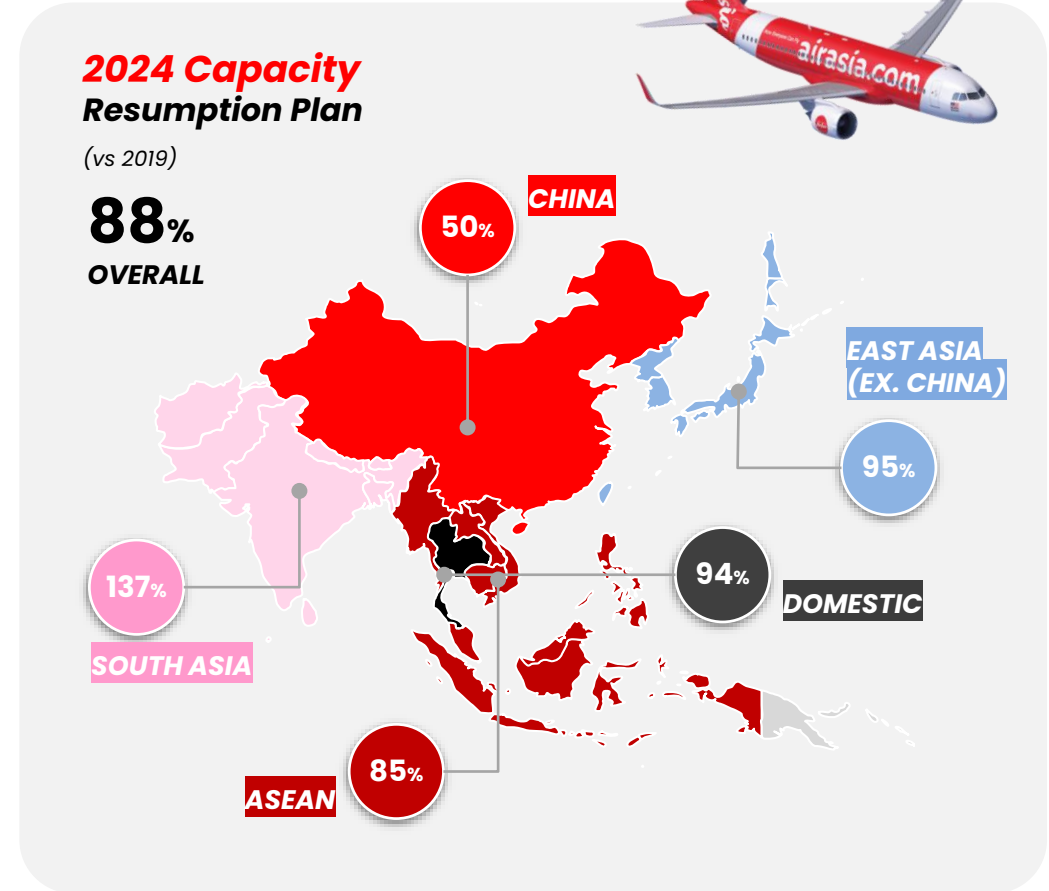 2024 Capacity
Resumption Plan
(vs 2019)
88%
OVERALL
airasia.com
50%
CHINA
EAST ASIA
(EX. CHINA)
95%
137%
SOUTH ASIA
94%
DOMESTIC
85%
ASEAN